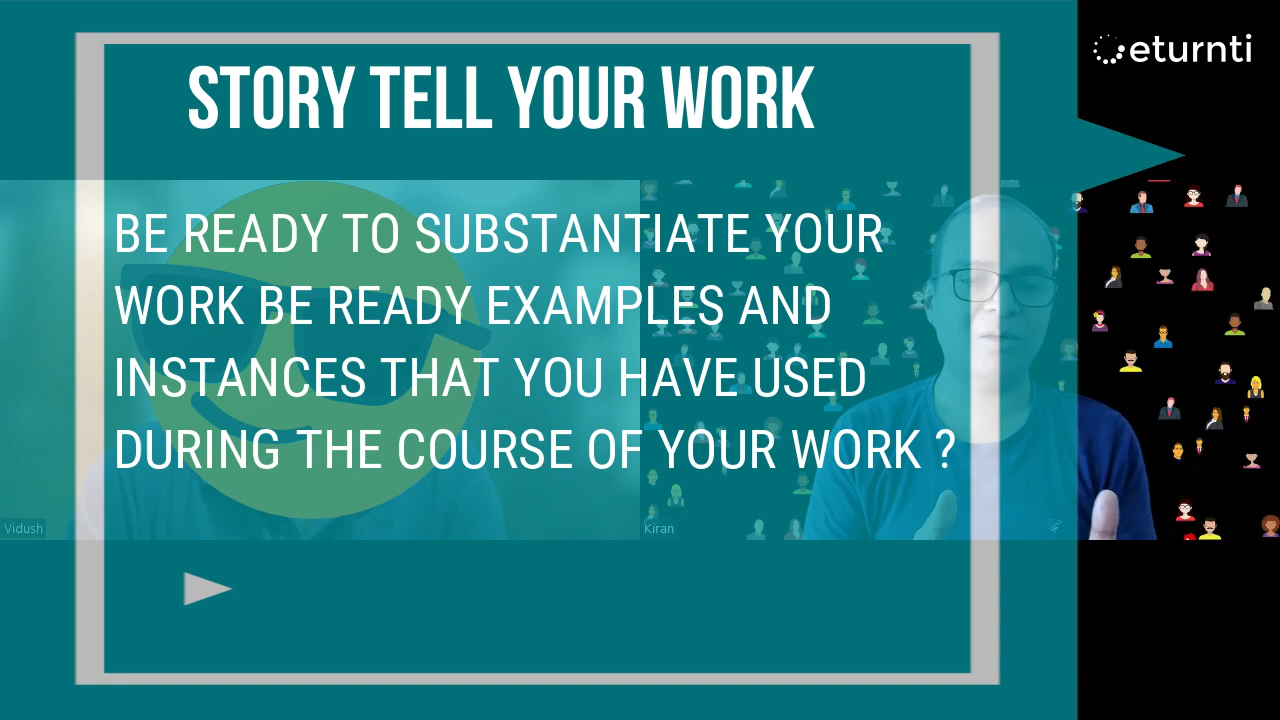 STORY TELL YOUR WORK
eturnti
BE READY TO SUBSTANTIATE YOUR
WORK BE READY EXAMPLES AND
INSTANCES THAT YOU HAVE USED
DURING THE COURSE OF YOUR WORK ?
Vidush
Kiran